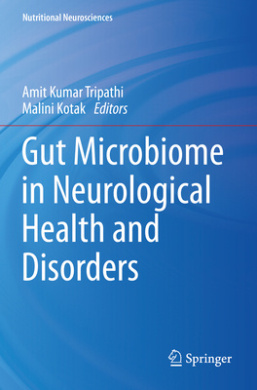 Nutritional Neurosciences
Amit Kumar Tripathi
Malini Kotak Editors
Gut Microbiome
in Neurological
Health and
Disorders
Springer